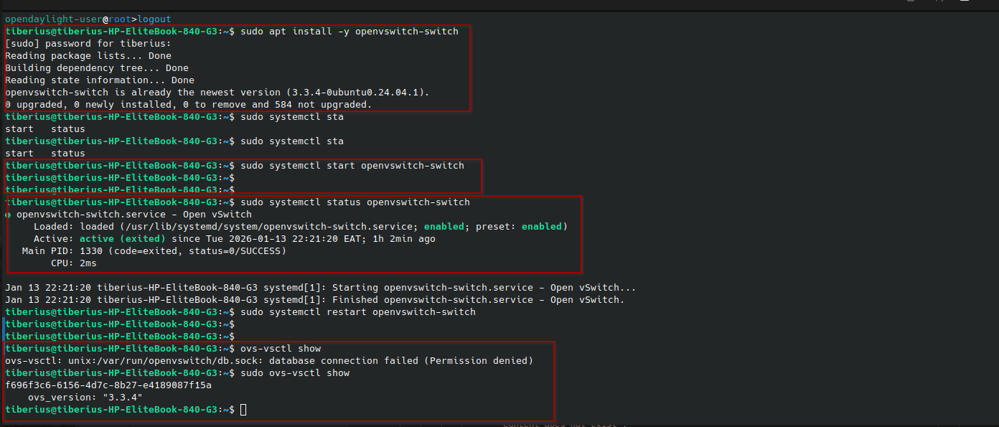 opendaylight-user@root>logout
tiberius@tiberius-HP-EliteBook-840-G3:~$ sudo apt install -y openvswitch-switch
[sudo] password for tiberius:
Reading package lists... Done
Building dependency tree... Done
Reading state information... Done
openvswitch-switch is already the newest version (3.3.4-0ubuntu0.24.04.1).
0 upgraded, 0 newly installed, 0 to remove and 584 not upgraded.
tiberius@tiberius-HP-EliteBook-840-G3:~$ sudo systemctl sta
start   status
tiberius@tiberius-HP-EliteBook-840-G3:~$ sudo systemctl sta
start   status
tiberius@tiberius-HP-EliteBook-840-G3:~$ sudo systemctl start openvswitch-switch
tiberius@tiberius-HP-EliteBook-840-G3:~$
tiberius@tiberius-HP-EliteBook-840-G3:~$
tiberius@tiberius-HP-EliteBook-840-G3:~$ sudo systemctl status openvswitch-switch
● openvswitch-switch.service - Open vSwitch
     Loaded: loaded (/usr/lib/systemd/system/openvswitch-switch.service; enabled; preset: enabled)
     Active: active (exited) since Tue 2026-01-13 22:21:20 EAT; 1h 2min ago
   Main PID: 1330 (code=exited, status=0/SUCCESS)
        CPU: 2ms
Jan 13 22:21:20 tiberius-HP-EliteBook-840-G3 systemd[1]: Starting openvswitch-switch.service - Open vSwitch...
Jan 13 22:21:20 tiberius-HP-EliteBook-840-G3 systemd[1]: Finished openvswitch-switch.service - Open vSwitch.
tiberius@tiberius-HP-EliteBook-840-G3:~$ sudo systemctl restart openvswitch-switch
tiberius@tiberius-HP-EliteBook-840-G3:~$
tiberius@tiberius-HP-EliteBook-840-G3:~$
tiberius@tiberius-HP-EliteBook-840-G3:~$ ovs-vsctl show
ovs-vsctl: unix:/var/run/openvswitch/db.sock: database connection failed (Permission denied)
tiberius@tiberius-HP-EliteBook-840-G3:~$ sudo ovs-vsctl show
f696f3c6-6156-4d7c-8b27-e4189087f15a
    ovs_version: "3.3.4"
tiberius@tiberius-HP-EliteBook-840-G3:~$